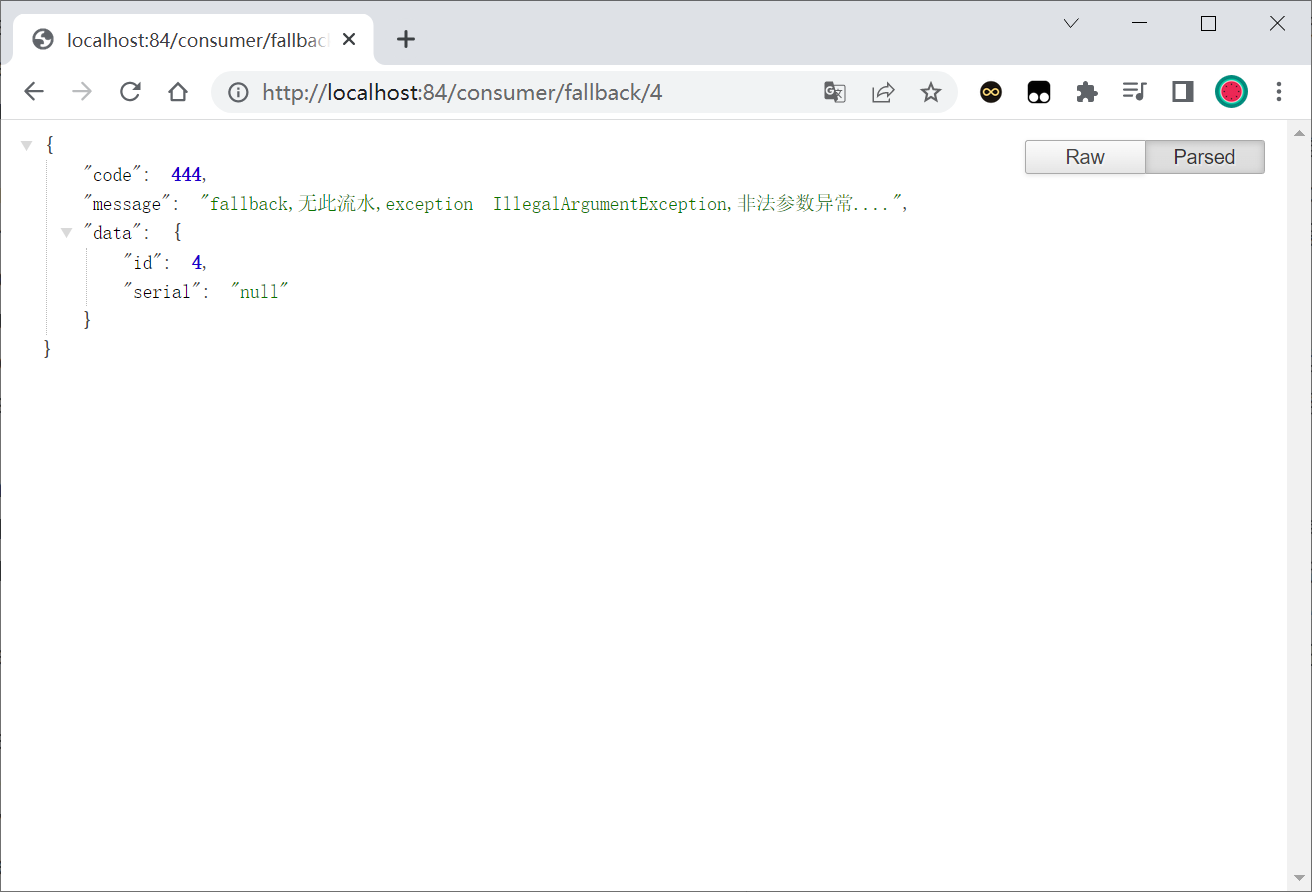 localhost:84/consumer/fallbac
http://localhost:84/consumer/fallback/4
Raw
Parsed
{
"code": 444,
"message": "fallback,无此流水,exception  IllegalArgumentException,非法参数异常....",
"data": {
"id": 4,
"serial": "null"
}
}